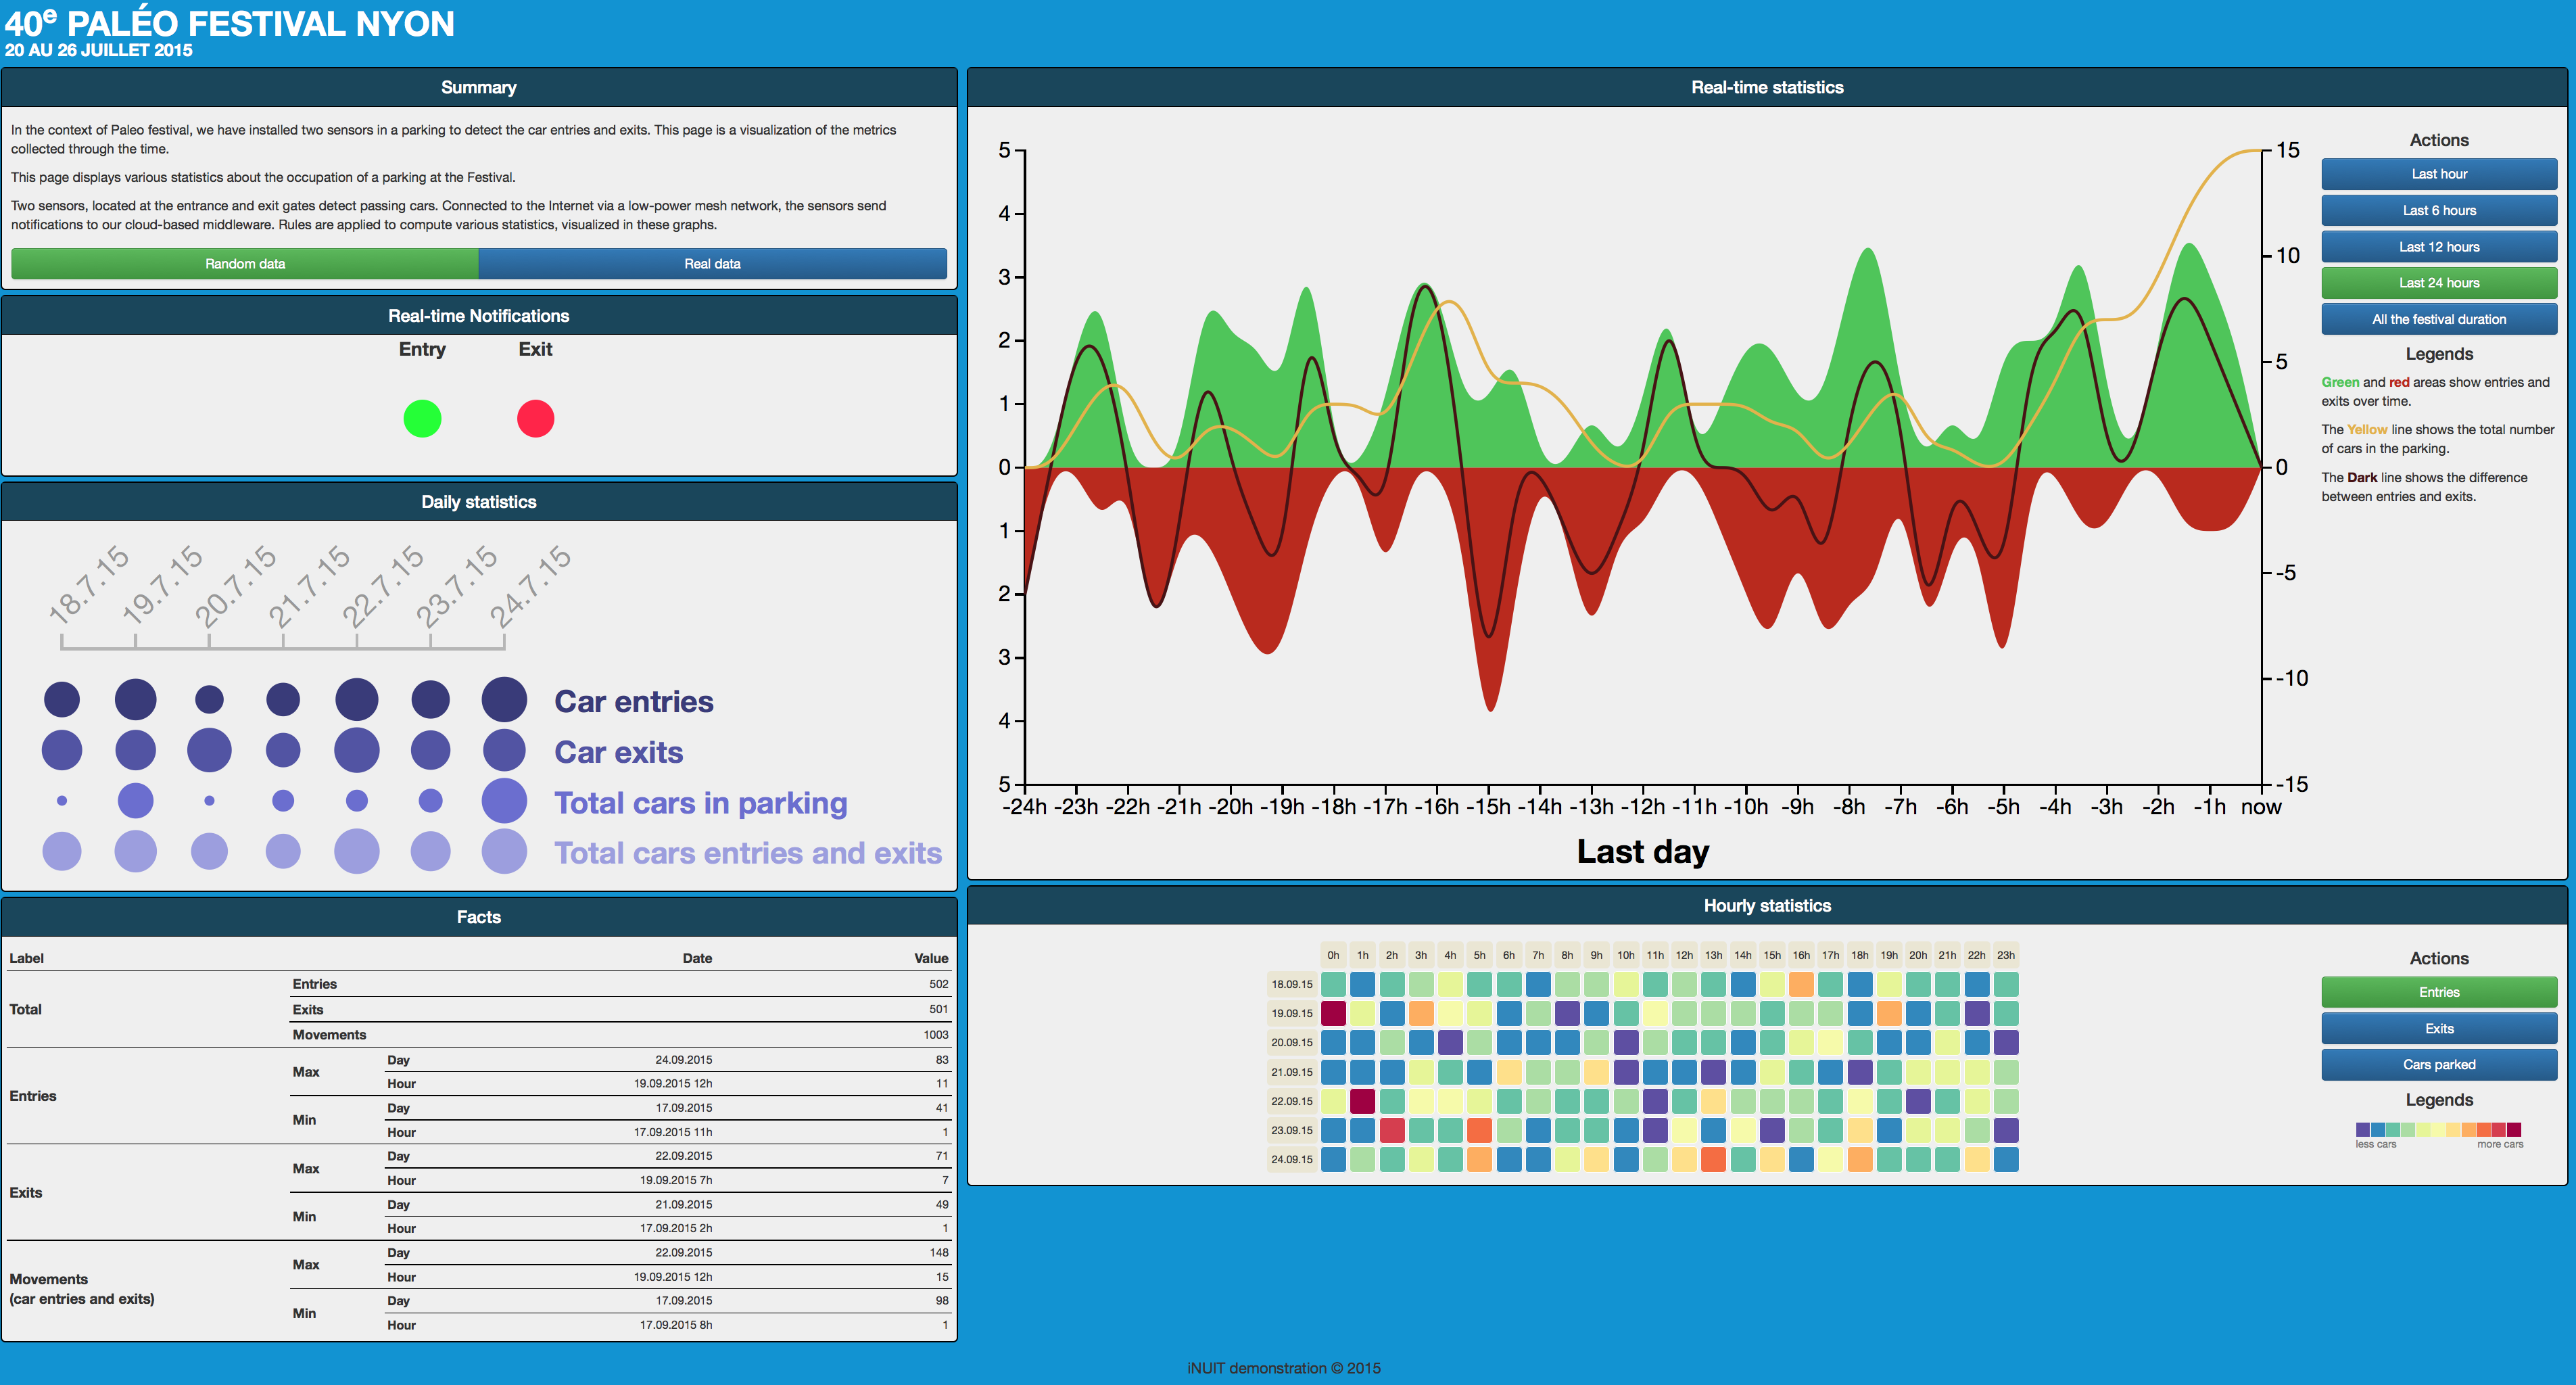 40e PALÉO FESTIVAL NYON
20 AU 26 JUILLET 2015
Summary
In the context of Paleo festival, we have installed two sensors in a parking to detect the car entries and exits. This page is a visualization of the metrics
collected through the time.
This page displays various statistics about the occupation of a parking at the Festival.
Two sensors, located at the entrance and exit gates detect passing cars. Connected to the Internet via a low-power mesh network, the sensors send
notifications to our cloud-based middleware. Rules are applied to compute various statistics, visualized in these graphs.
Random data Real data
Real-time Notifications
Entry Exit
Daily statistics
18.7.15 19.7.15 20.7.15 21.7.15 22.7.15 23.7.15 24.7.15
Car entries
Car exits
Total cars in parking
Total cars entries and exits
Facts
Label Date Value
Total
Entries 502
Exits 501
Movements 1003
Entries
Max
Day 24.09.2015 83
Hour 19.09.2015 12h 11
Min
Day 17.09.2015 41
Hour 17.09.2015 11h 1
Exits
Max
Day 22.09.2015 71
Hour 19.09.2015 7h 7
Min
Day 21.09.2015 49
Hour 17.09.2015 2h 1
Movements
(car entries and exits)
Max
Day 22.09.2015 148
Hour 19.09.2015 12h 15
Min
Day 17.09.2015 98
Hour 17.09.2015 8h 1
Real-time statistics
5
4
3
2
1
0
1
2
3
4
5
15
10
5
0
-5
-10
-15
-24h -23h -22h -21h -20h -19h -18h -17h -16h -15h -14h -13h -12h -11h -10h -9h -8h -7h -6h -5h -4h -3h -2h -1h now
Last day
Actions
Last hour
Last 6 hours
Last 12 hours
Last 24 hours
All the festival duration
Legends
Green and red areas show entries and
exits over time.
The Yellow line shows the total number
of cars in the parking.
The Dark line shows the difference
between entries and exits.
Hourly statistics
0h 1h 2h 3h 4h 5h 6h 7h 8h 9h 10h 11h 12h 13h 14h 15h 16h 17h 18h 19h 20h 21h 22h 23h
18.09.15
19.09.15
20.09.15
21.09.15
22.09.15
23.09.15
24.09.15
Actions
Entries
Exits
Cars parked
Legends
less cars more cars
iNUIT demonstration © 2015